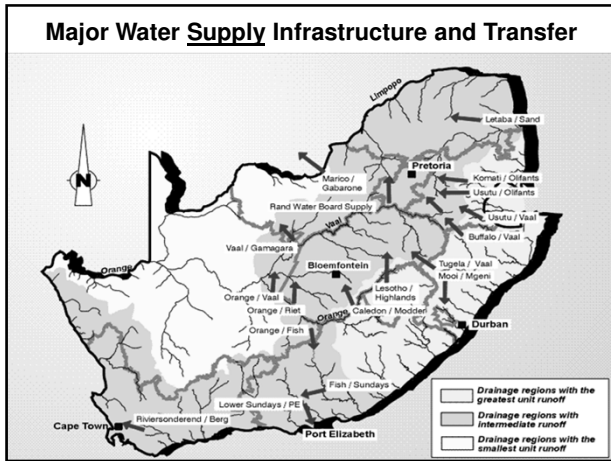 Major Water Supply Infrastructure and Transfer
Limpopo
Letaba / Sand
N
Pretoria
Marico /
Gabarone
Komati / Olifants
Usutu / Olifants
Rand Water Board Supply
Vaal
Usutu / Vaal
Buffalo / Vaal
Vaal / Gamagara
Orange
Bloemfontein
Tugela / Vaal
Mooi / Mgeni
Lesotho /
Highlands
Orange / Vaal
Orange / Riet
Caledon / Modder
Orange
Orange / Fish
Durban
Fish / Sundays
Lower Sundays / PE
Riviersonderend / Berg
Cape Town
Port Elizabeth
Drainage regions with the
greatest unit runoff
Drainage regions with
intermediate runoff
Drainage regions with the
smallest unit runoff